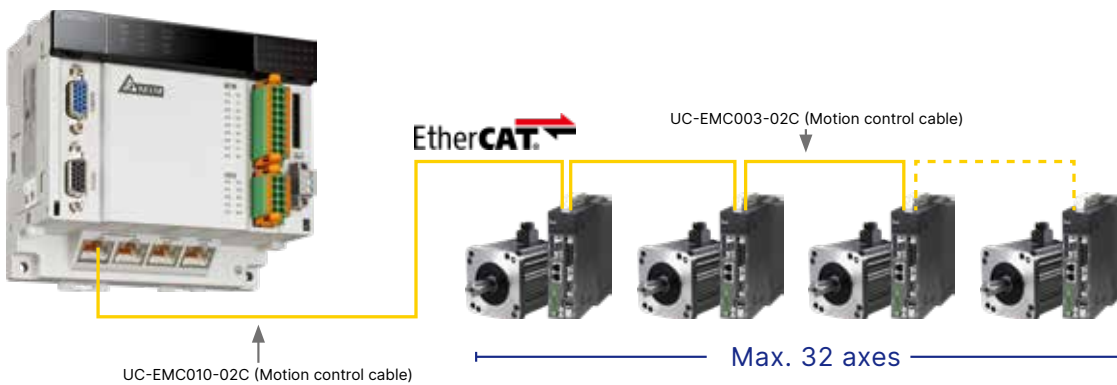 EtherCAT.
UC-EMC003-02C (Motion control cable)
Max. 32 axes
UC-EMC010-02C (Motion control cable)